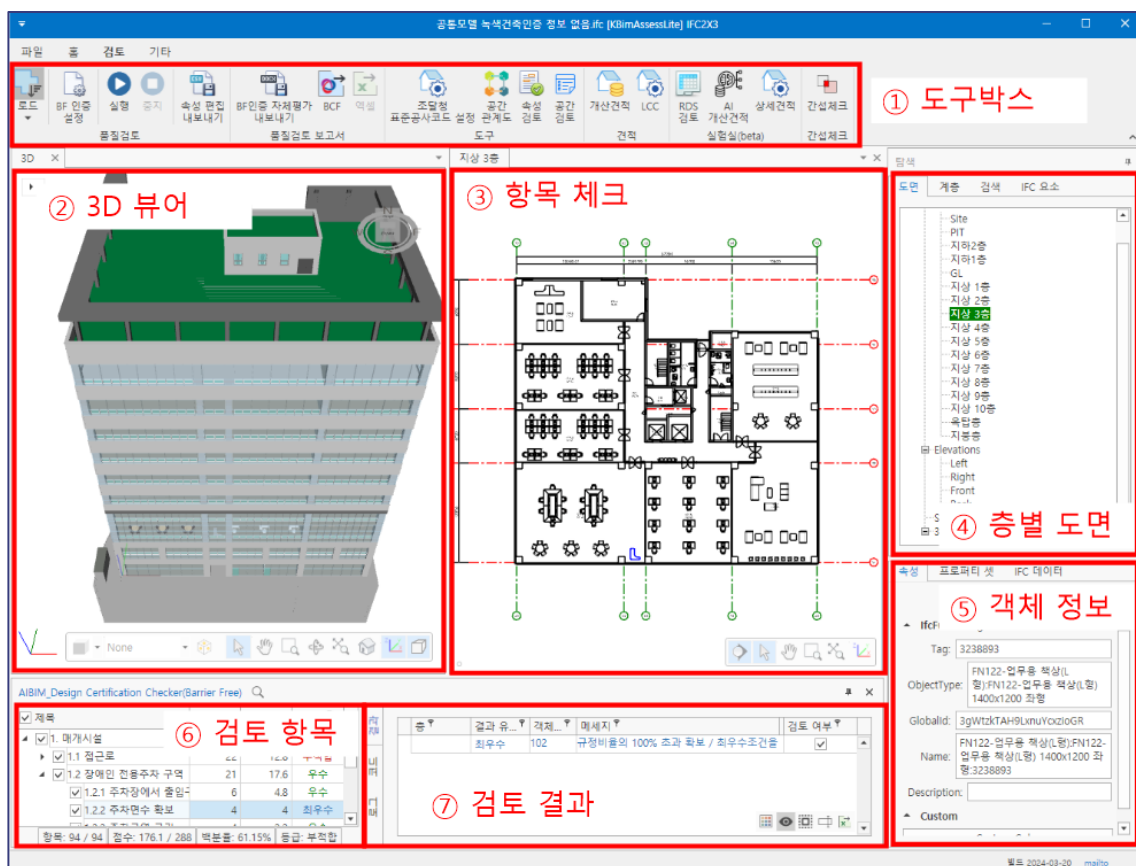 공통모델 녹색건축인증 정보 없음.ifc [KBimAssessLite] IFC2X3
파일 홈 검토 기타
로드
BF 인증 설정
실행
중지
속성 편집 내보내기
BF인증 자체평가 내보내기
BCF
엑셀
조달청 표준공사코드 설정
공간 관계도
속성 검토
공간 검토
개산견적
LCC
RDS 검토
AI 개산견적
상세견적
간섭체크
품질검토
품질검토 보고서
도구
견적
실험실(beta)
간섭체크
① 도구박스
3D
지상 3층
탐색
② 3D 뷰어
③ 항목 체크
도면 계층 검색 IFC 요소
Site
PIT
지하2층
지하1층
GL
지상 1층
지상 2층
지상 3층
지상 4층
지상 5층
지상 6층
지상 7층
지상 8층
지상 9층
지상 10층
옥탑층
지붕층
Elevations
Left
Right
Front
④ 층별 도면
None
속성 프로퍼티 셋 IFC 데이터
⑤ 객체 정보
Tag: 3238893
ObjectType: FN122-업무용 책상(L형):FN122-업무용 책상(L형) 1400x1200 좌형
GlobalId: 3gWtzkTAH9LxnuYcxzioGR
Name: FN122-업무용 책상(L형):FN122-업무용 책상(L형) 1400x1200 좌형:3238893
Description:
Custom
AIBIM_Design Certification Checker(Barrier Free)
제목
⑥ 검토 항목
1. 매개시설
1.1 접근로 22 12.8
1.2 장애인 전용주차 구역 21 17.6 우수
1.2.1 주차장에서 출입구 6 4.8 우수
1.2.2 주차면수 확보 4 4 최우수
항목: 94 / 94 점수: 176.1 / 288 백분율: 61.15% 등급: 부적합
층 결과 유... 객체... 메세지 검토 여부
최우수 102 규정비율의 100% 초과 확보 / 최우수조건을
⑦ 검토 결과
빌드 2024-03-20 mailto